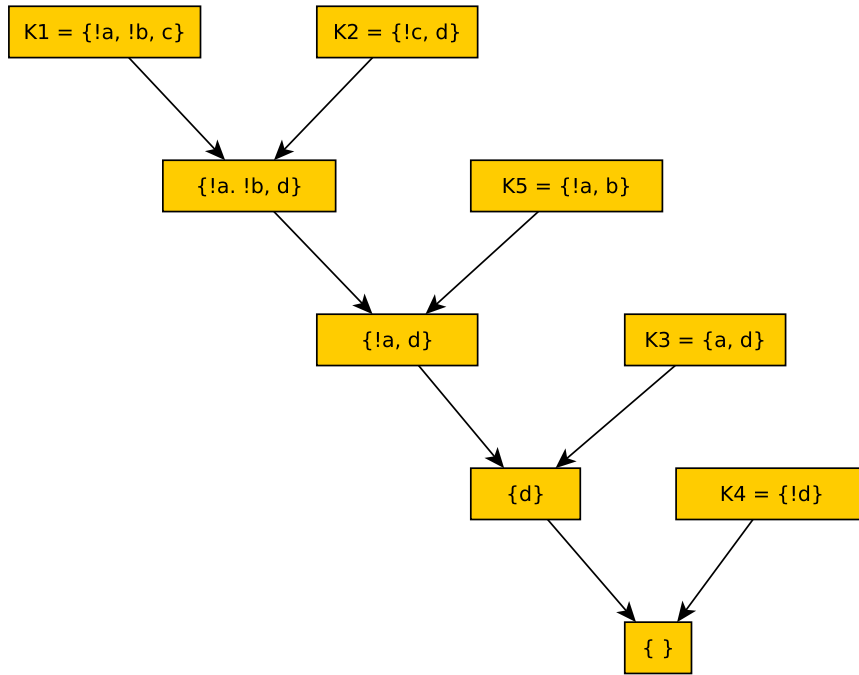 K1 = {!a, !b, c}
K2 = {!c, d}
{!a. !b, d}
K5 = {!a, b}
{!a, d}
K3 = {a, d}
{d}
K4 = {!d}
{ }